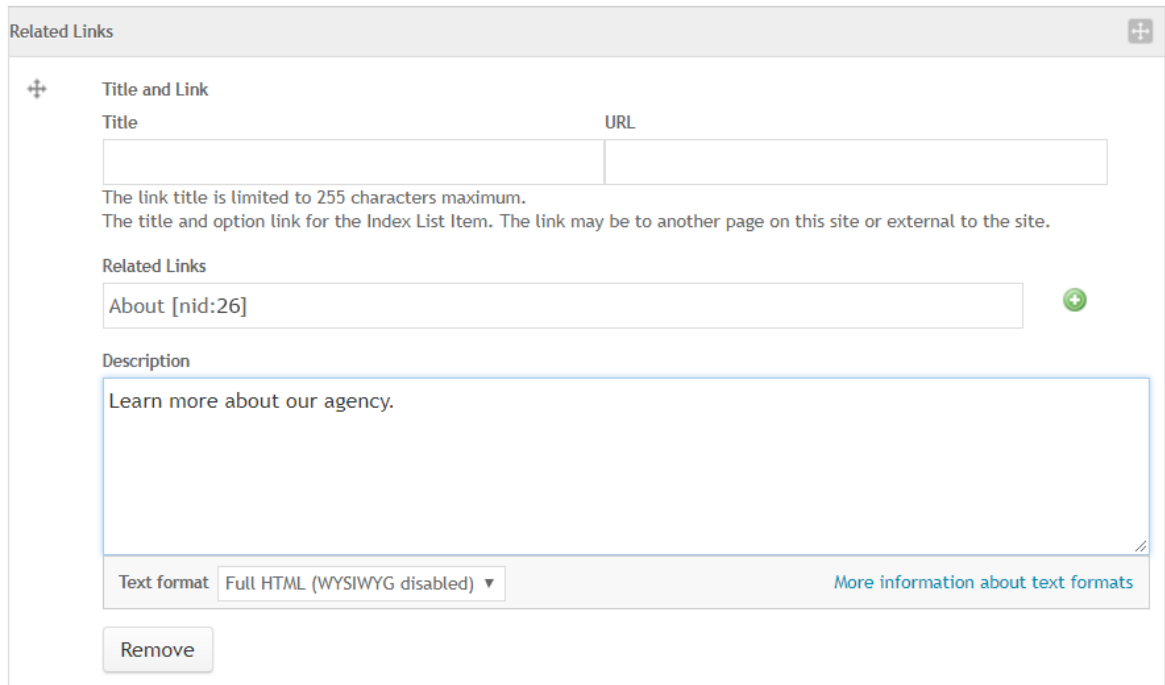 Related Links
Title and Link
Title URL
The link title is limited to 255 characters maximum.
The title and option link for the Index List Item. The link may be to another page on this site or external to the site.
Related Links
About [nid:26]
Description
Learn more about our agency.
Text format Full HTML (WYSIWYG disabled) More information about text formats
Remove